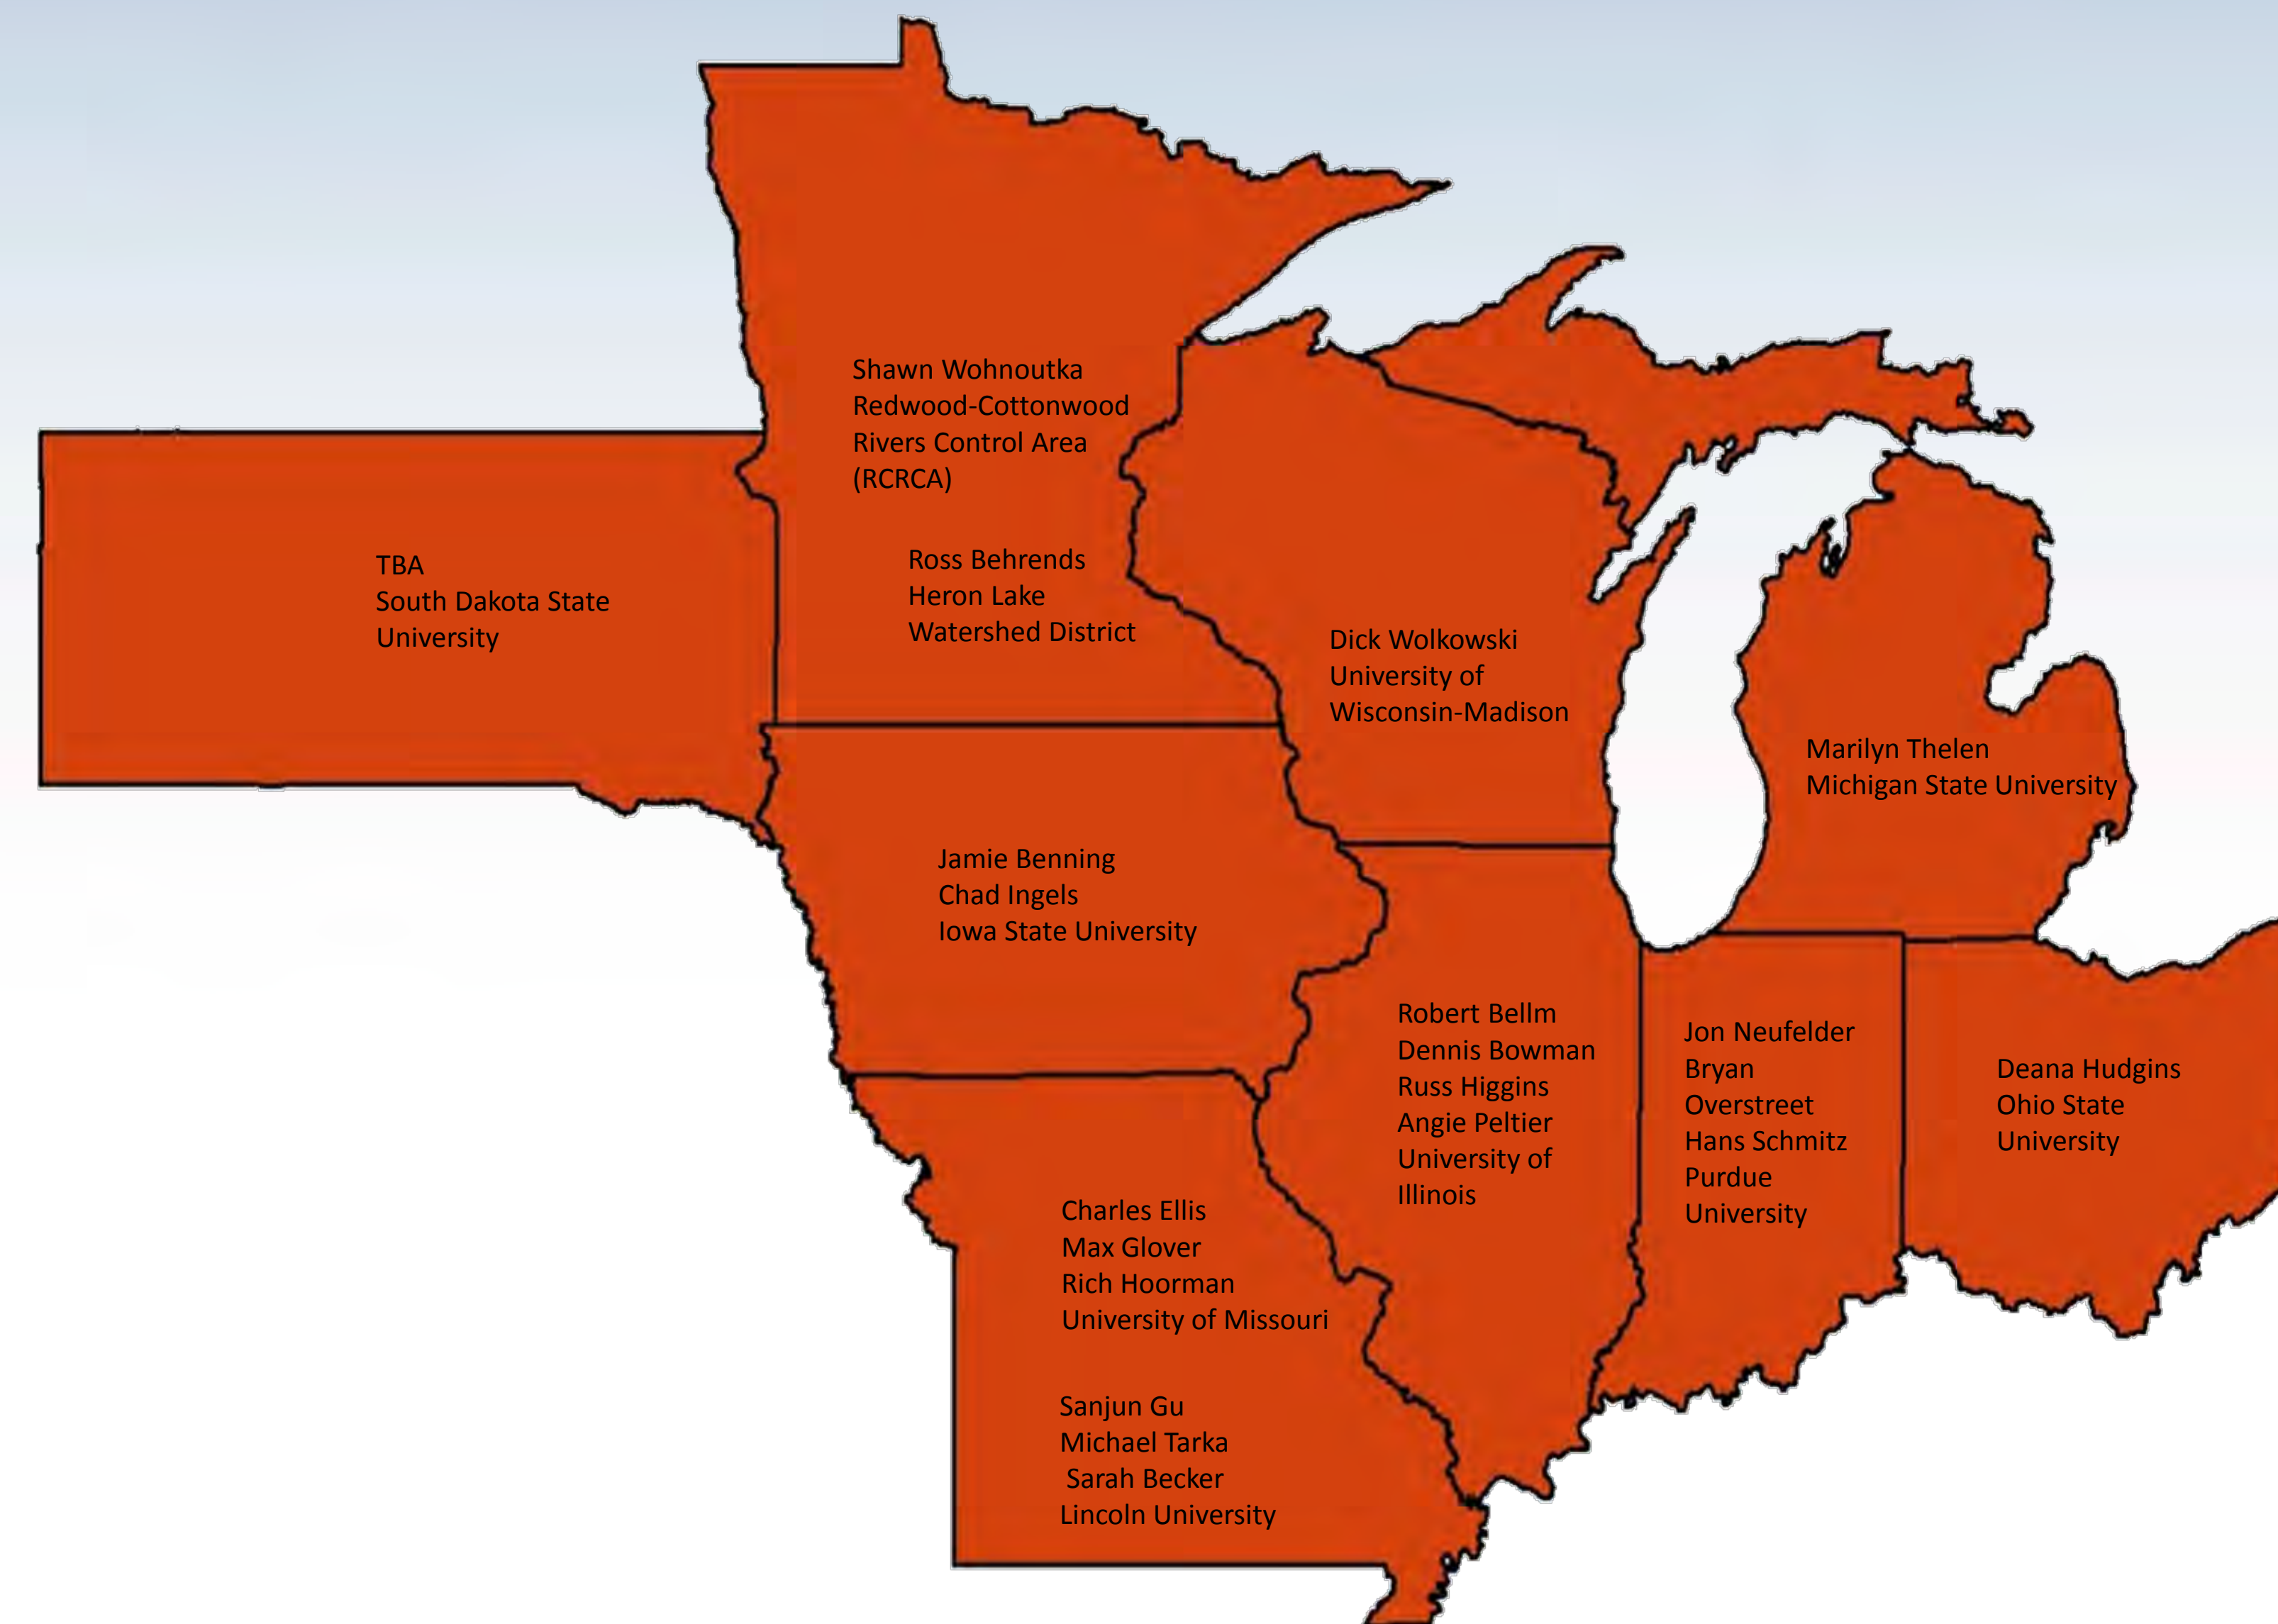 Shawn Wohnoutka
Redwood-Cottonwood
Rivers Control Area
(RCRCA)
Ross Behrends
Heron Lake
Watershed District
TBA
South Dakota State
University
Dick Wolkowski
University of
Wisconsin-Madison
Marilyn Thelen
Michigan State University
Jamie Benning
Chad Ingels
Iowa State University
Robert Bellm
Dennis Bowman
Russ Higgins
Angie Peltier
University of
Illinois
Jon Neufelder
Bryan
Overstreet
Hans Schmitz
Purdue
University
Deana Hudgins
Ohio State
University
Charles Ellis
Max Glover
Rich Hoorman
University of Missouri
Sanjun Gu
Michael Tarka
Sarah Becker
Lincoln University